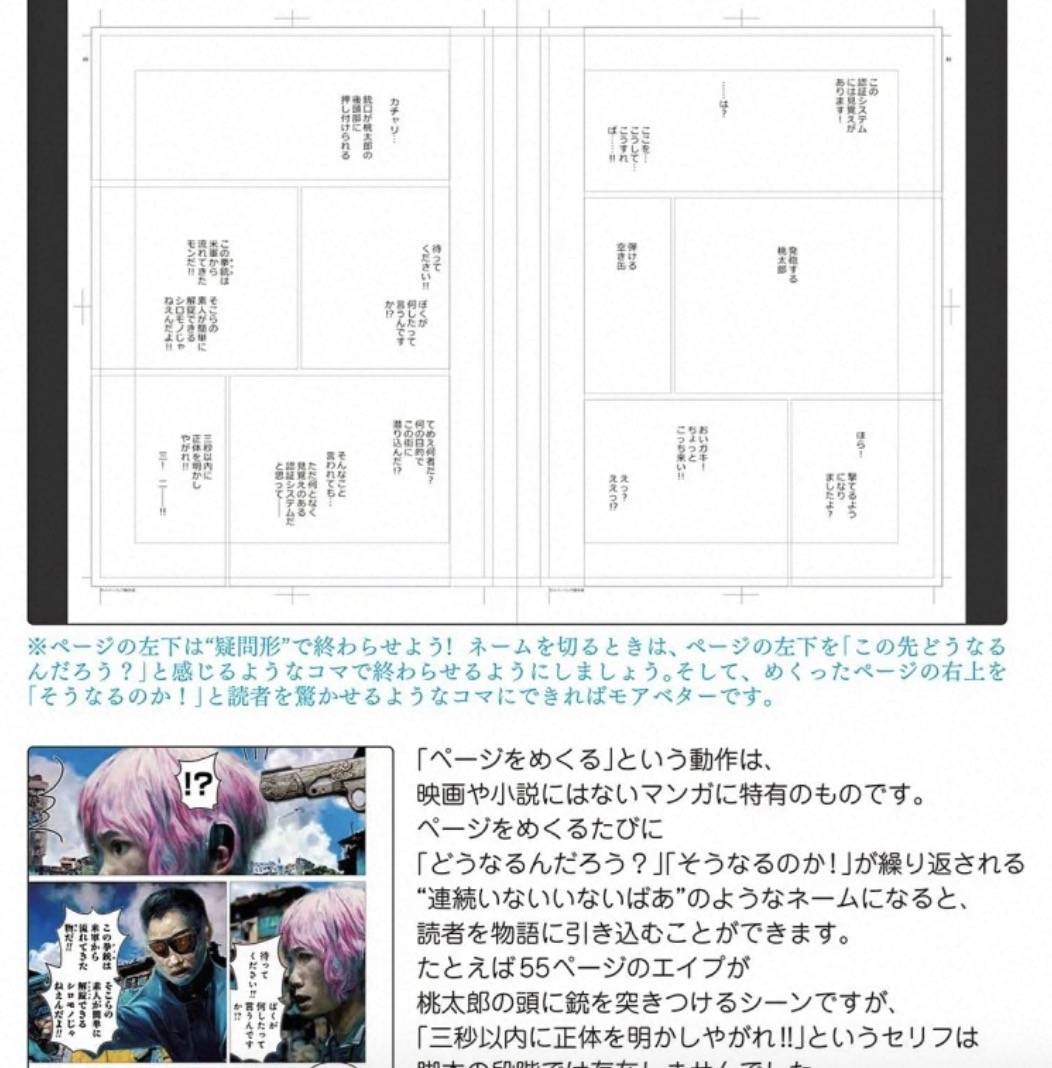 この
認証システム
には見覚えが
あります!
……は?
ここを…
こうして…
こうすれ
ば……!!
発砲する
桃太郎
弾ける
空き缶
ほら!
撃てるよう
になり
ましたよ?
おいガキ!
ちょっと
こっち来い!!
えっ?
ええっ!?
カチャリ…
銃口が桃太郎の
後頭部に
押し付けられる
待って
ください!!
ぼくが
何したって
言うんです
か!?
この拳銃は
米軍から
流れてきた
モンだ!!
そこらの
素人が簡単に
解錠できる
シロモノじゃ
ねえんだよ!!
てめえ何者だ?
何の目的で
この街に
潜り込んだ!?
そんなこと
言われても…
ただ何となく
見覚えのある
認証システムだ
と思って——
三秒以内に
正体を明かし
やがれ!!
三! 二——!!
※ページの左下は“疑問形”で終わらせよう! ネームを切るときは、ページの左下を「この先どうなる
んだろう?」と感じるようなコマで終わらせるようにしましょう。そして、めくったページの右上を
「そうなるのか!」と読者を驚かせるようなコマにできればモアベターです。
!?
待って
ください!!
ぼくが
何したって
言うんです
か!?
この拳銃は
米軍から
流れてきた
物だ!!
そこらの
素人が簡単に
解錠できる
シロモノじゃ
ねえんだよ!!
「ページをめくる」という動作は、
映画や小説にはないマンガに特有のものです。
ページをめくるたびに
「どうなるんだろう?」「そうなるのか!」が繰り返される
“連続いないいないばあ”のようなネームになると、
読者を物語に引き込むことができます。
たとえば55ページのエイプが
桃太郎の頭に銃を突きつけるシーンですが、
「三秒以内に正体を明かしやがれ!!」というセリフは
脚本の段階では存在しませんでした